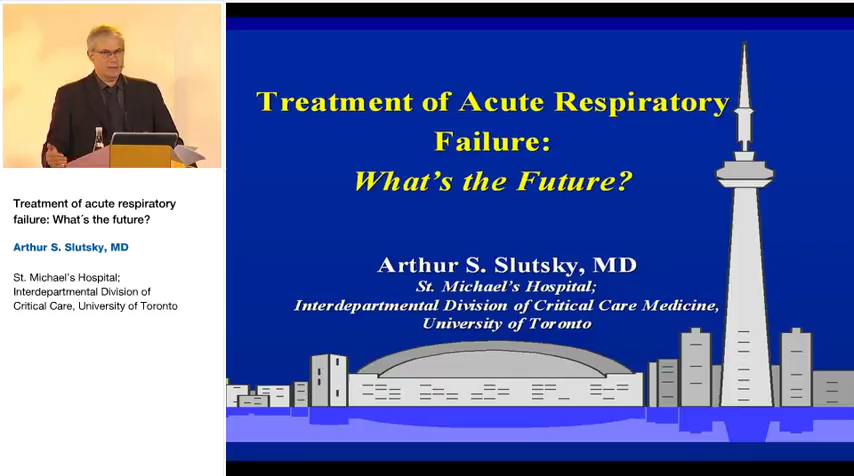 Treatment of acute respiratory
failure: What´s the future?
Arthur S. Slutsky, MD
St. Michael's Hospital;
Interdepartmental Division of
Critical Care, University of Toronto
Treatment of Acute Respiratory
Failure:
What's the Future?
Arthur S. Slutsky, MD
St. Michael's Hospital;
Interdepartmental Division of Critical Care Medicine,
University of Toronto